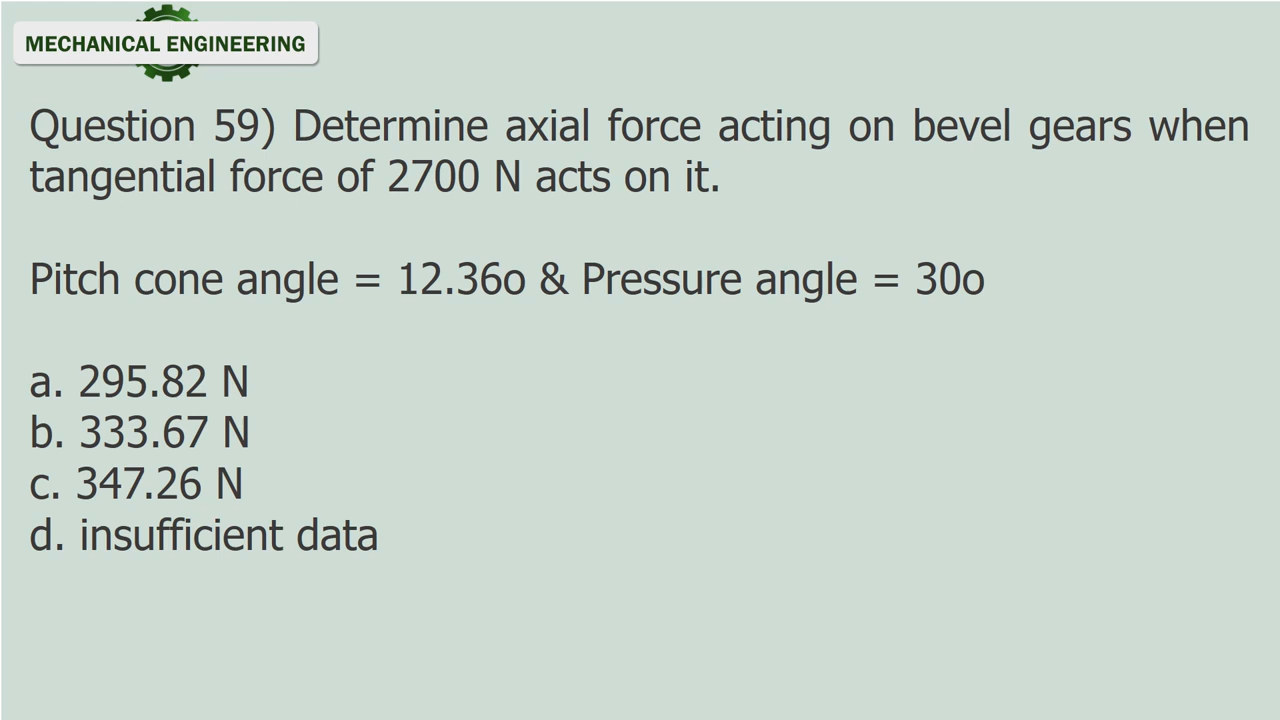 MECHANICAL ENGINEERING
Question 59) Determine axial force acting on bevel gears when
tangential force of 2700 N acts on it.
Pitch cone angle = 12.36o & Pressure angle = 30o
a. 295.82 N
b. 333.67 N
c. 347.26 N
d. insufficient data